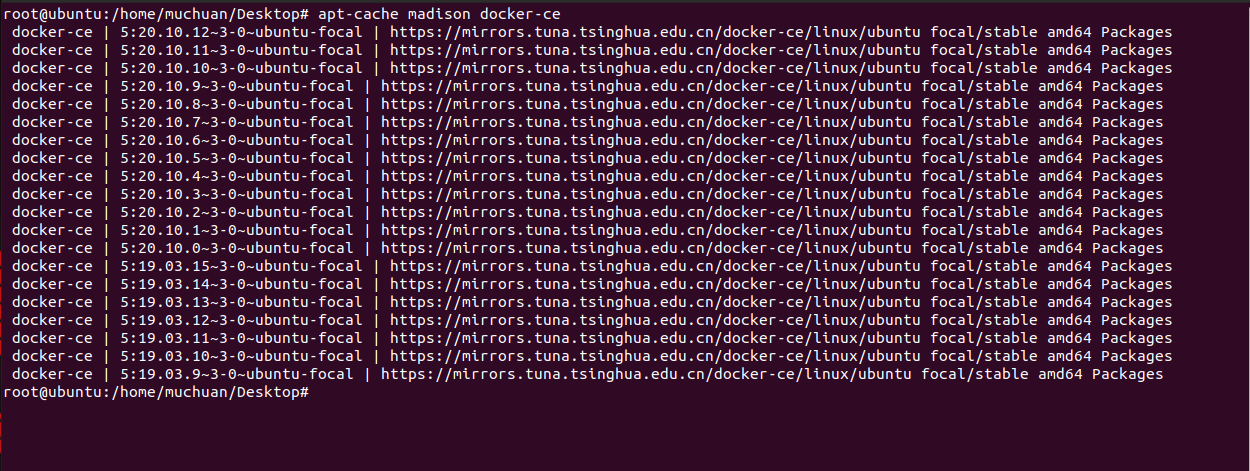 root@ubuntu:/home/muchuan/Desktop# apt-cache madison docker-ce
docker-ce | 5:20.10.12~3-0~ubuntu-focal | https://mirrors.tuna.tsinghua.edu.cn/docker-ce/linux/ubuntu focal/stable amd64 Packages
docker-ce | 5:20.10.11~3-0~ubuntu-focal | https://mirrors.tuna.tsinghua.edu.cn/docker-ce/linux/ubuntu focal/stable amd64 Packages
docker-ce | 5:20.10.10~3-0~ubuntu-focal | https://mirrors.tuna.tsinghua.edu.cn/docker-ce/linux/ubuntu focal/stable amd64 Packages
docker-ce | 5:20.10.9~3-0~ubuntu-focal | https://mirrors.tuna.tsinghua.edu.cn/docker-ce/linux/ubuntu focal/stable amd64 Packages
docker-ce | 5:20.10.8~3-0~ubuntu-focal | https://mirrors.tuna.tsinghua.edu.cn/docker-ce/linux/ubuntu focal/stable amd64 Packages
docker-ce | 5:20.10.7~3-0~ubuntu-focal | https://mirrors.tuna.tsinghua.edu.cn/docker-ce/linux/ubuntu focal/stable amd64 Packages
docker-ce | 5:20.10.6~3-0~ubuntu-focal | https://mirrors.tuna.tsinghua.edu.cn/docker-ce/linux/ubuntu focal/stable amd64 Packages
docker-ce | 5:20.10.5~3-0~ubuntu-focal | https://mirrors.tuna.tsinghua.edu.cn/docker-ce/linux/ubuntu focal/stable amd64 Packages
docker-ce | 5:20.10.4~3-0~ubuntu-focal | https://mirrors.tuna.tsinghua.edu.cn/docker-ce/linux/ubuntu focal/stable amd64 Packages
docker-ce | 5:20.10.3~3-0~ubuntu-focal | https://mirrors.tuna.tsinghua.edu.cn/docker-ce/linux/ubuntu focal/stable amd64 Packages
docker-ce | 5:20.10.2~3-0~ubuntu-focal | https://mirrors.tuna.tsinghua.edu.cn/docker-ce/linux/ubuntu focal/stable amd64 Packages
docker-ce | 5:20.10.1~3-0~ubuntu-focal | https://mirrors.tuna.tsinghua.edu.cn/docker-ce/linux/ubuntu focal/stable amd64 Packages
docker-ce | 5:20.10.0~3-0~ubuntu-focal | https://mirrors.tuna.tsinghua.edu.cn/docker-ce/linux/ubuntu focal/stable amd64 Packages
docker-ce | 5:19.03.15~3-0~ubuntu-focal | https://mirrors.tuna.tsinghua.edu.cn/docker-ce/linux/ubuntu focal/stable amd64 Packages
docker-ce | 5:19.03.14~3-0~ubuntu-focal | https://mirrors.tuna.tsinghua.edu.cn/docker-ce/linux/ubuntu focal/stable amd64 Packages
docker-ce | 5:19.03.13~3-0~ubuntu-focal | https://mirrors.tuna.tsinghua.edu.cn/docker-ce/linux/ubuntu focal/stable amd64 Packages
docker-ce | 5:19.03.12~3-0~ubuntu-focal | https://mirrors.tuna.tsinghua.edu.cn/docker-ce/linux/ubuntu focal/stable amd64 Packages
docker-ce | 5:19.03.11~3-0~ubuntu-focal | https://mirrors.tuna.tsinghua.edu.cn/docker-ce/linux/ubuntu focal/stable amd64 Packages
docker-ce | 5:19.03.10~3-0~ubuntu-focal | https://mirrors.tuna.tsinghua.edu.cn/docker-ce/linux/ubuntu focal/stable amd64 Packages
docker-ce | 5:19.03.9~3-0~ubuntu-focal | https://mirrors.tuna.tsinghua.edu.cn/docker-ce/linux/ubuntu focal/stable amd64 Packages
root@ubuntu:/home/muchuan/Desktop#